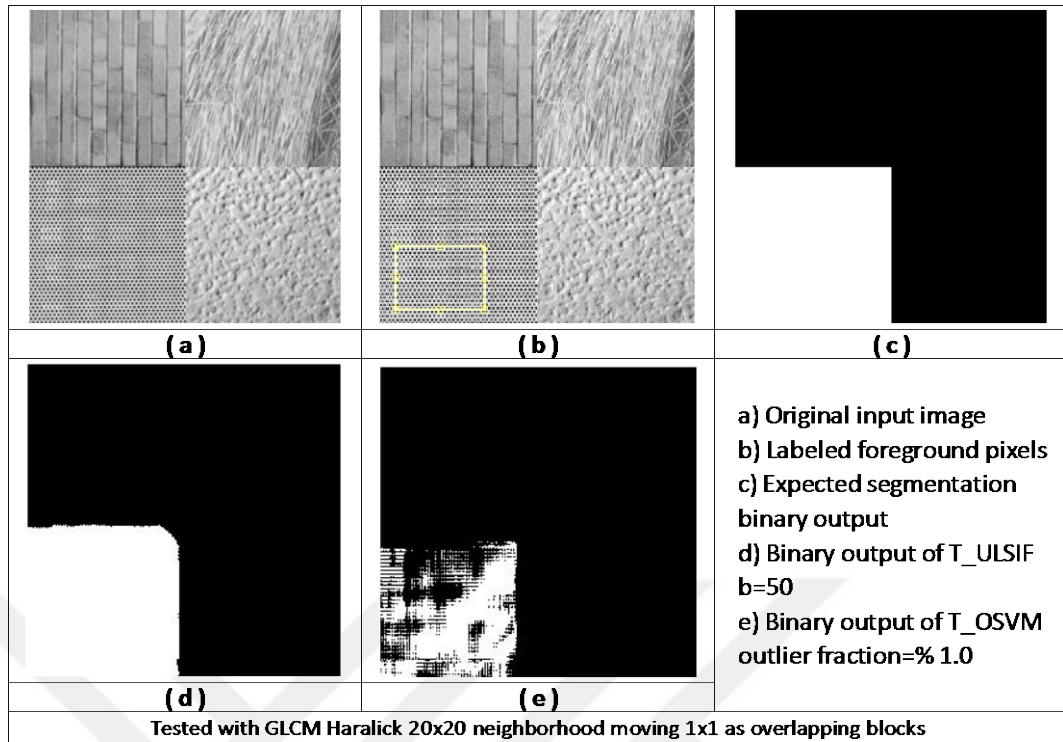 (a)
(b)
(c)
a) Original input image
b) Labeled foreground pixels
c) Expected segmentation
binary output
d) Binary output of T_ULSIF
b=50
e) Binary output of T_OSVM
outlier fraction=% 1.0
(d)
(e)
Tested with GLCM Haralick 20x20 neighborhood moving 1x1 as overlapping blocks